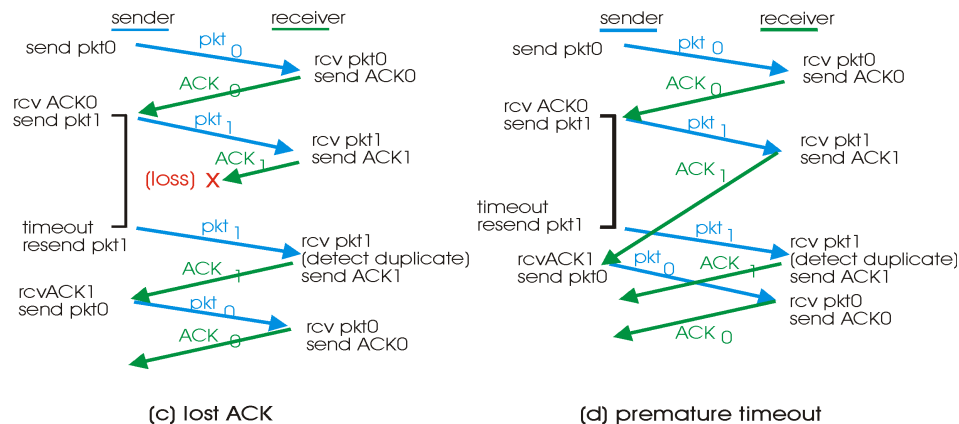 sender
receiver
send pkt0
pkt 0
rcv pkt0
send ACK0
ACK 0
rcv ACK0
send pkt1
pkt 1
rcv pkt1
send ACK1
ACK 1
(loss) X
timeout
resend pkt1
pkt 1
rcv pkt1
(detect duplicate)
send ACK1
ACK 1
rcvACK1
send pkt0
pkt 0
rcv pkt0
send ACK0
ACK 0
(c) lost ACK
sender
receiver
send pkt0
pkt 0
rcv pkt0
send ACK0
ACK 0
rcv ACK0
send pkt1
pkt 1
rcv pkt1
send ACK1
ACK 1
timeout
resend pkt1
pkt 1
rcv pkt1
(detect duplicate)
send ACK1
rcvACK1
send pkt0
pkt 0
ACK 1
rcv pkt0
send ACK0
ACK 0
(d) premature timeout